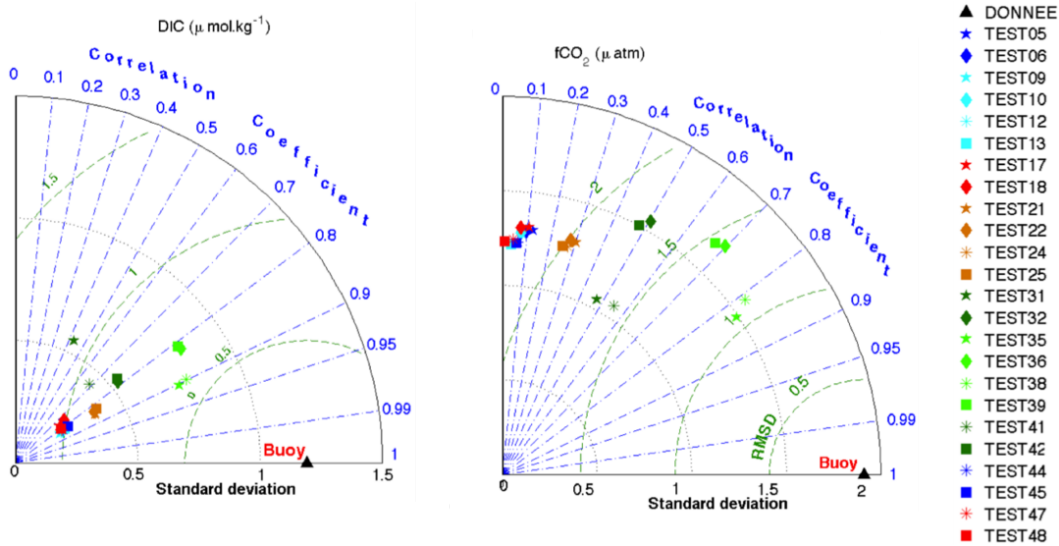 DIC (μ mol.kg⁻¹)
Correlation Coefficient
0
0.1
0.2
0.3
0.4
0.5
0.6
0.7
0.8
0.9
0.95
0.99
1
1.5
1
0.5
0
Buoy
0
0.5
1
1.5
Standard deviation
fCO₂ (μ atm)
Correlation Coefficient
0
0.1
0.2
0.3
0.4
0.5
0.6
0.7
0.8
0.9
0.95
0.99
1
2
1.5
1
0.5
RMSD
Buoy
0
0.5
1
1.5
2
Standard deviation
DONNEE
TEST05
TEST06
TEST09
TEST10
TEST12
TEST13
TEST17
TEST18
TEST21
TEST22
TEST24
TEST25
TEST31
TEST32
TEST35
TEST36
TEST38
TEST39
TEST41
TEST42
TEST44
TEST45
TEST47
TEST48